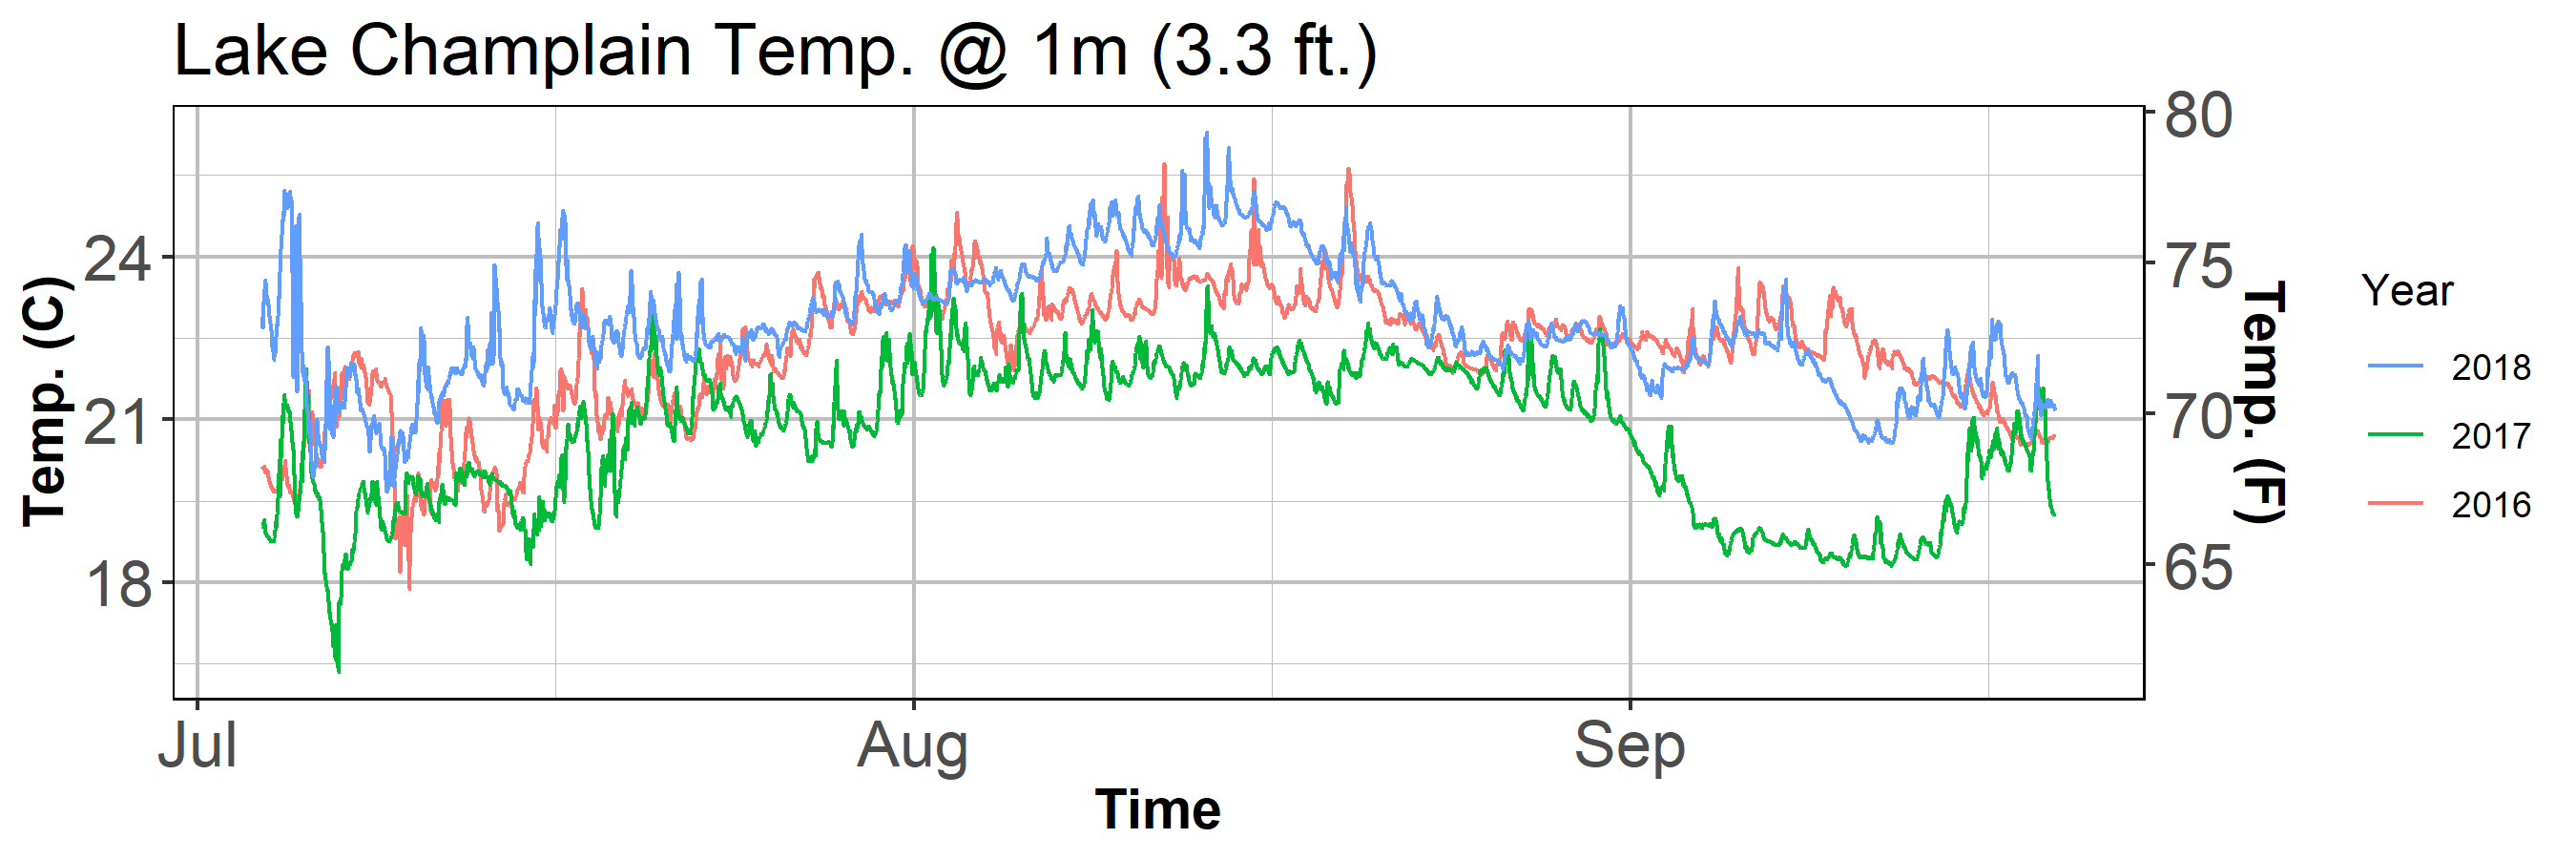 Lake Champlain Temp. @ 1m (3.3 ft.)
Temp. (C)
24
21
18
80
75
70
65
Temp. (F)
Jul
Aug
Sep
Time
Year
2018
2017
2016